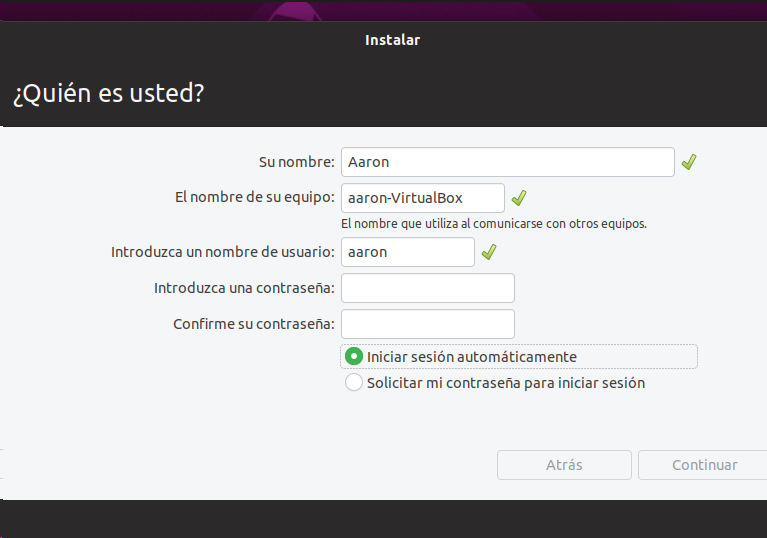 Instalar
¿Quién es usted?
Su nombre: Aaron
El nombre de su equipo: aaron-VirtualBox
El nombre que utiliza al comunicarse con otros equipos.
Introduzca un nombre de usuario: aaron
Introduzca una contraseña:
Confirme su contraseña:
Iniciar sesión automáticamente
Solicitar mi contraseña para iniciar sesión
Atrás Continuar